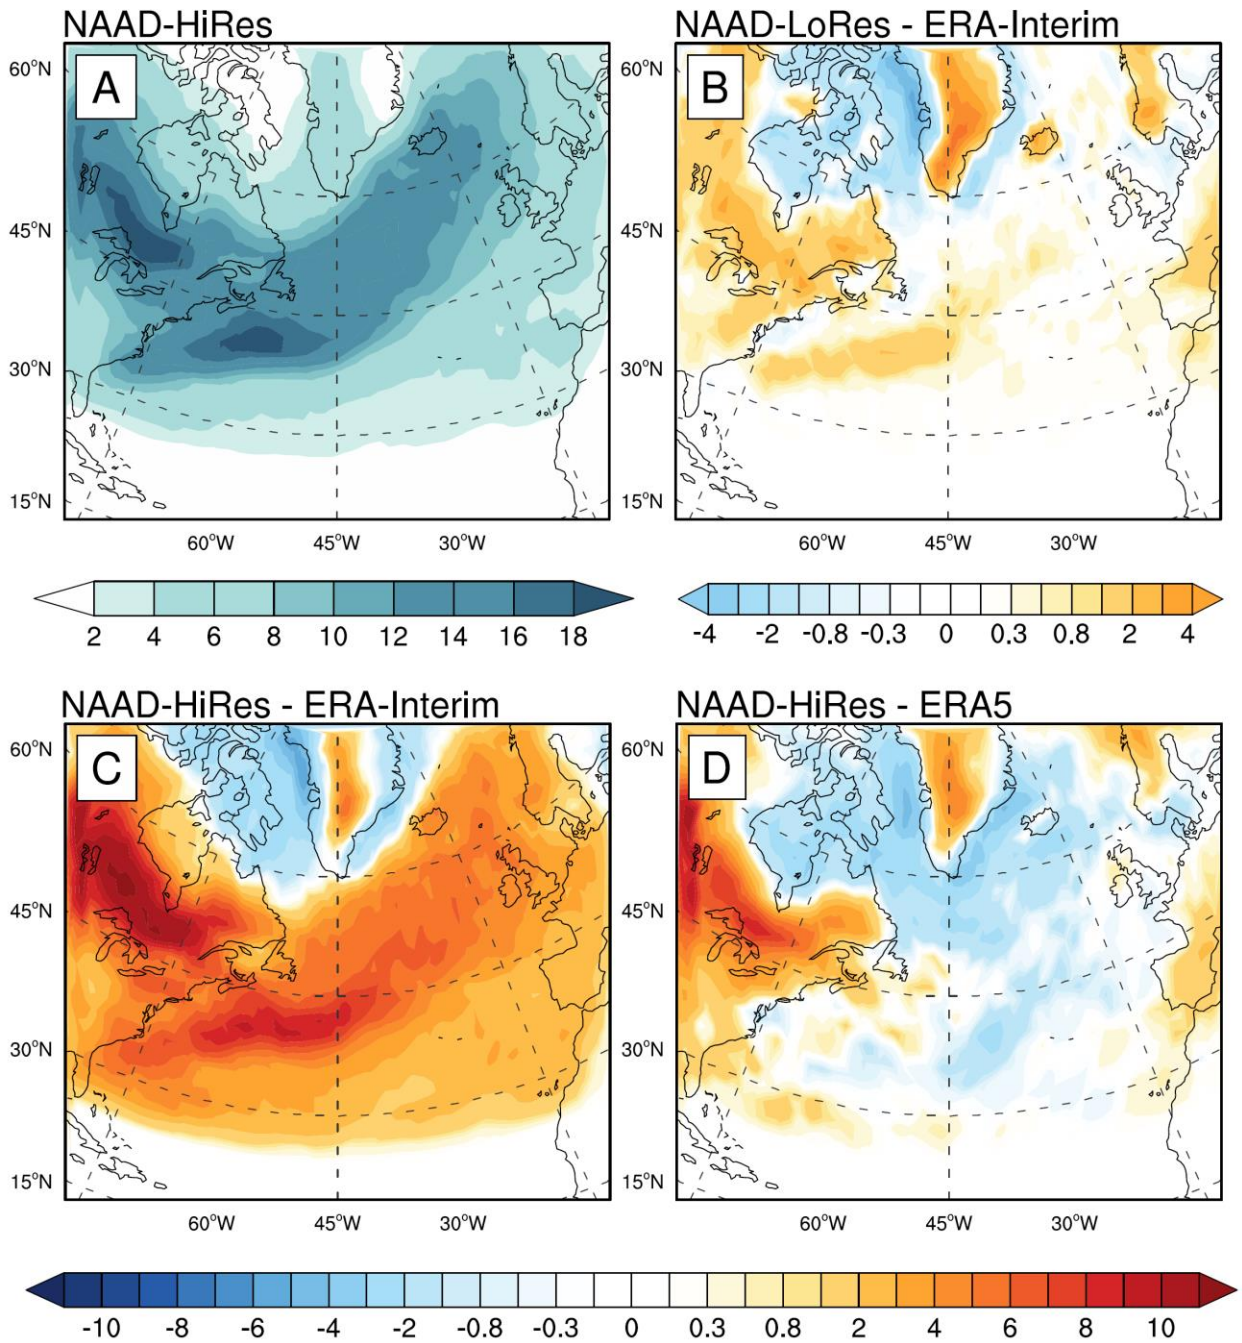 NAAD-HiRes
NAAD-LoRes - ERA-Interim
A
B
60°N
45°N
30°N
15°N
60°W 45°W 30°W
60°N
45°N
30°N
15°N
60°W 45°W 30°W
2 4 6 8 10 12 14 16 18
-4 -2 -0.8 -0.3 0 0.3 0.8 2 4
NAAD-HiRes - ERA-Interim
NAAD-HiRes - ERA5
C
D
60°N
45°N
30°N
15°N
60°W 45°W 30°W
60°N
45°N
30°N
15°N
60°W 45°W 30°W
-10 -8 -6 -4 -2 -0.8 -0.3 0 0.3 0.8 2 4 6 8 10